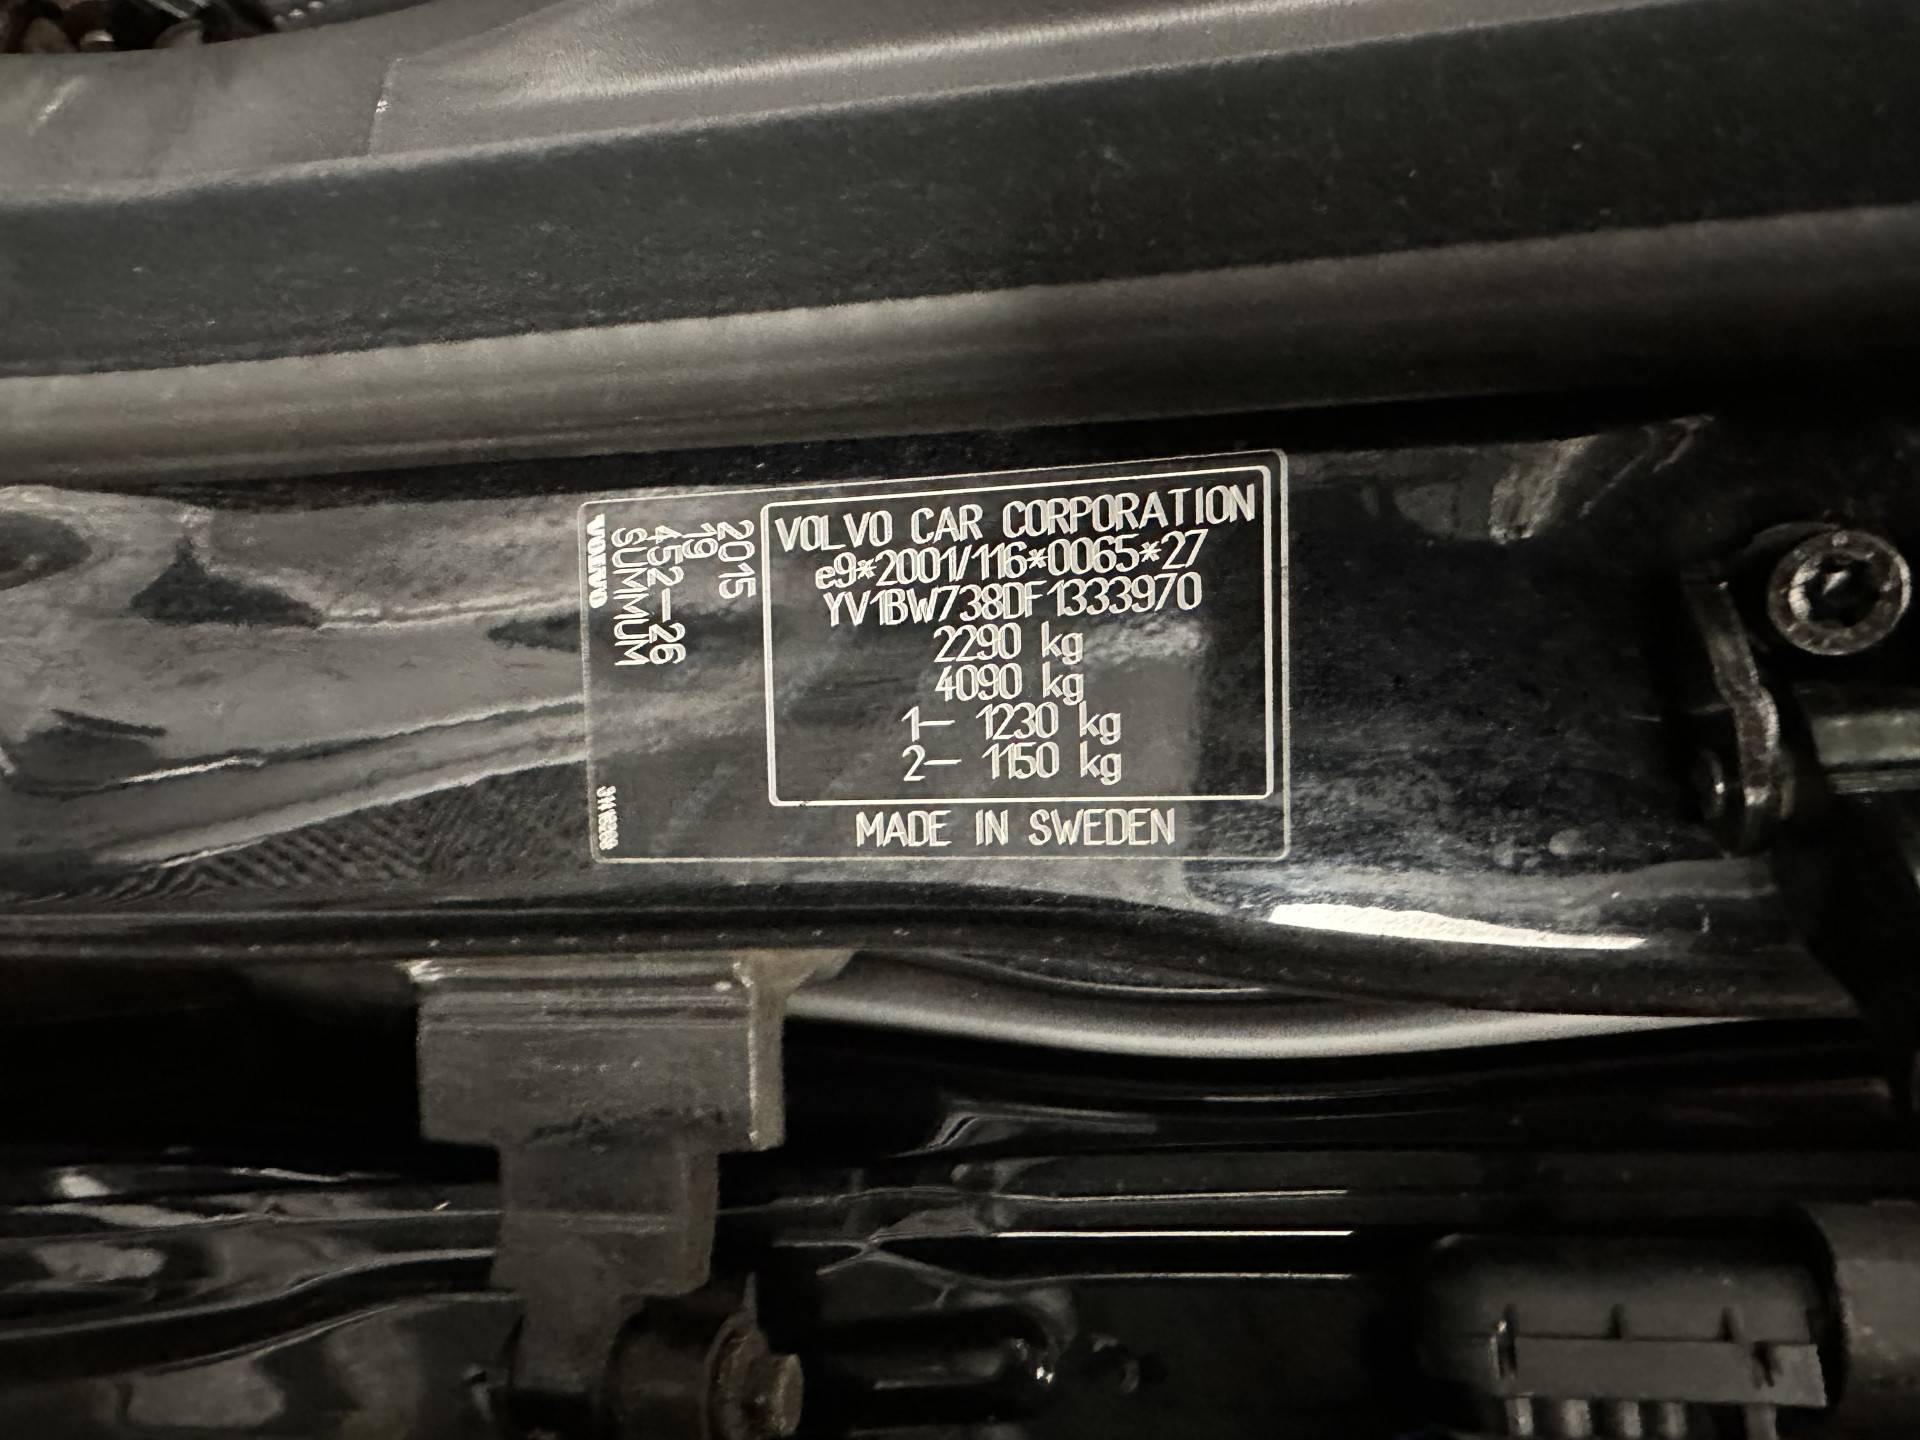 VOLVO CAR CORPORATION
e9*2001/116*0065*27
YV1BW738DF1333970
2290 kg
4090 kg
1– 1230 kg
2– 1150 kg
MADE IN SWEDEN
2015
19
452–26
SUMMUM
VOLVO